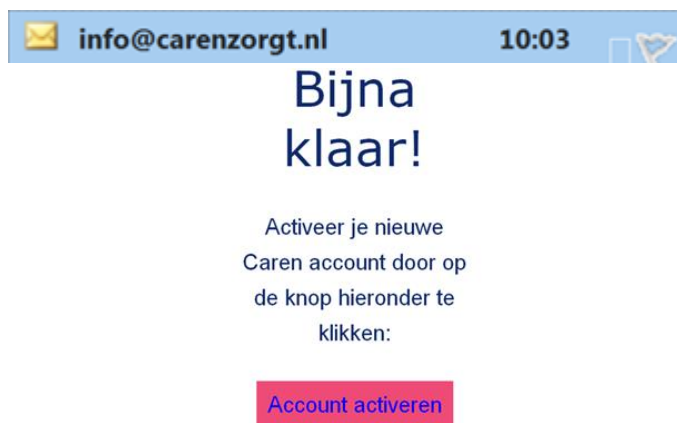 info@carenzorgt.nl 10:03
Bijna
klaar!
Activeer je nieuwe
Caren account door op
de knop hieronder te
klikken:
Account activeren